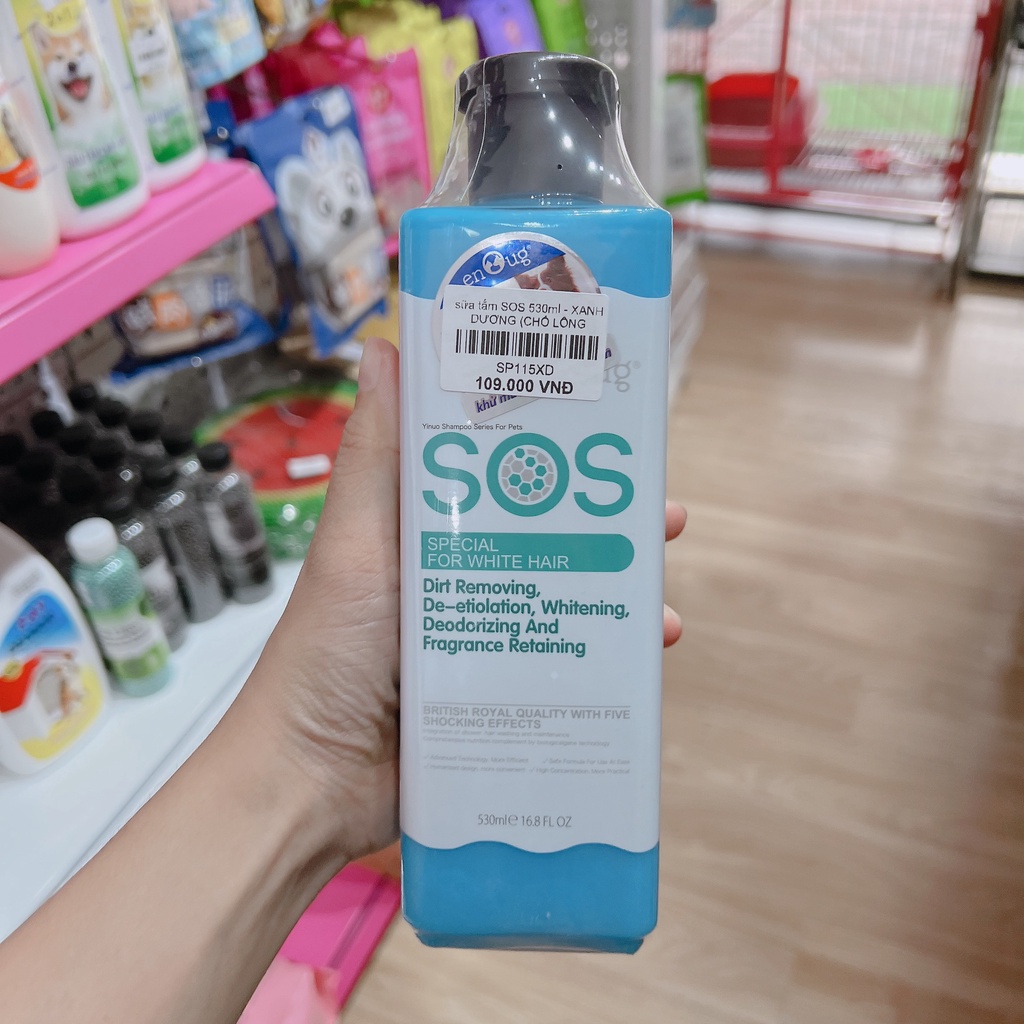 enOug
sữa tắm SOS 530ml - XANH
DƯƠNG (CHÓ LÔNG
SP115XD
109.000 VNĐ
khử
ug®
Yinuo Shampoo Series For Pets
SOS
SPECIAL
FOR WHITE HAIR
Dirt Removing,
De-etiolation, Whitening,
Deodorizing And
Fragrance Retaining
BRITISH ROYAL QUALITY WITH FIVE
SHOCKING EFFECTS
530ml℮ 16.8 FL OZ